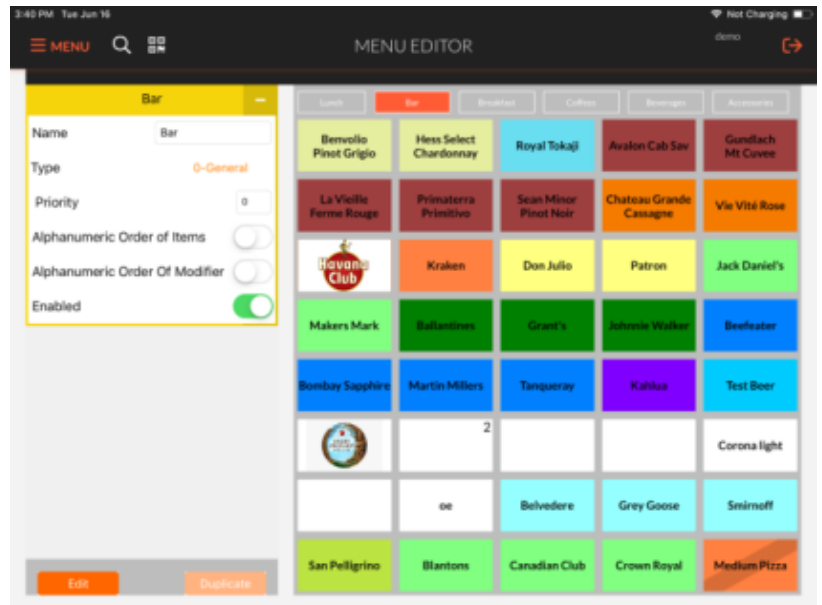 3:40 PM Tue Jun 16
Not Charging
MENU
MENU EDITOR
demo
Bar
Name
Bar
Type
0-General
Priority
0
Alphanumeric Order of Items
Alphanumeric Order Of Modifier
Enabled
Edit
Duplicate
Lunch Bar Breakfast Coffees Beverages Accessories
Benvolio
Pinot Grigio
Hess Select
Chardonnay
Royal Tokaji
Avalon Cab Sav
Gundlach
Mt Cuvee
La Vieille
Ferme Rouge
Primaterra
Primitivo
Sean Minor
Pinot Noir
Chateau Grande
Cassagne
Vie Vité Rose
Havana
Club
Kraken
Don Julio
Patron
Jack Daniel's
Makers Mark
Ballantines
Grant's
Johnnie Walker
Beefeater
Bombay Sapphire
Martin Millers
Tanqueray
Kahlua
Test Beer
2
Corona light
oe
Belvedere
Grey Goose
Smirnoff
San Pelligrino
Blantons
Canadian Club
Crown Royal
Medium Pizza